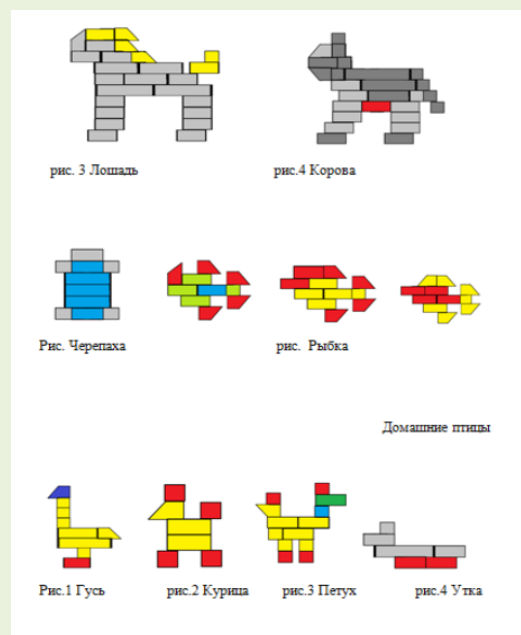 рис. 3 Лошадь
рис.4 Корова
Рис. Черепаха
рис. Рыбка
Домашние птицы
Рис.1 Гусь
рис.2 Курица
рис.3 Петух
рис.4 Утка